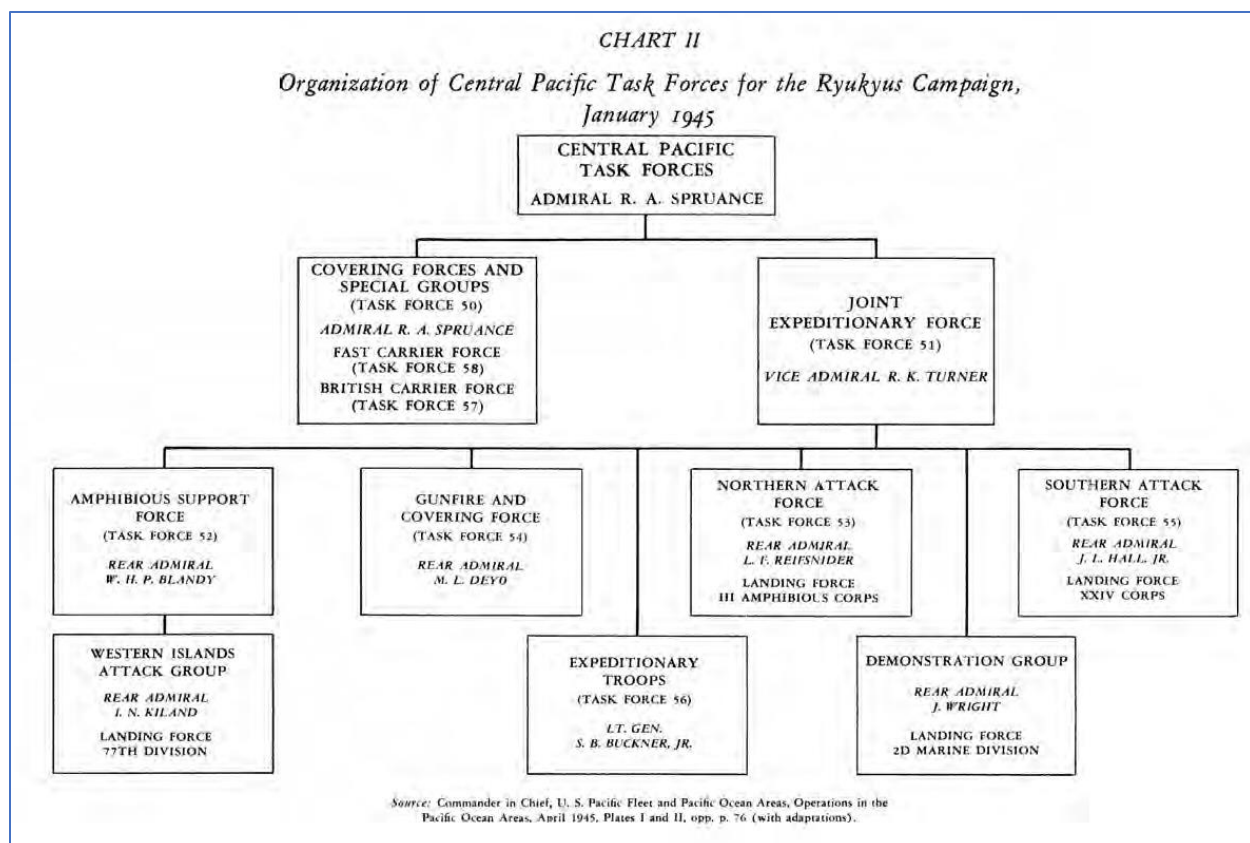 CHART II
Organization of Central Pacific Task Forces for the Ryukyus Campaign,
January 1945
CENTRAL PACIFIC
TASK FORCES
ADMIRAL R. A. SPRUANCE
COVERING FORCES AND
SPECIAL GROUPS
(TASK FORCE 50)
ADMIRAL R. A. SPRUANCE
FAST CARRIER FORCE
(TASK FORCE 58)
BRITISH CARRIER FORCE
(TASK FORCE 57)
JOINT
EXPEDITIONARY FORCE
(TASK FORCE 51)
VICE ADMIRAL R. K. TURNER
AMPHIBIOUS SUPPORT
FORCE
(TASK FORCE 52)
REAR ADMIRAL
W. H. P. BLANDY
GUNFIRE AND
COVERING FORCE
(TASK FORCE 54)
REAR ADMIRAL
M. L. DEYO
NORTHERN ATTACK
FORCE
(TASK FORCE 53)
REAR ADMIRAL
L. F. REIFSNIDER
LANDING FORCE
III AMPHIBIOUS CORPS
SOUTHERN ATTACK
FORCE
(TASK FORCE 55)
REAR ADMIRAL
J. L. HALL, JR.
LANDING FORCE
XXIV CORPS
WESTERN ISLANDS
ATTACK GROUP
REAR ADMIRAL
I. N. KILAND
LANDING FORCE
77TH DIVISION
EXPEDITIONARY
TROOPS
(TASK FORCE 56)
LT. GEN.
S. B. BUCKNER, JR.
DEMONSTRATION GROUP
REAR ADMIRAL
J. WRIGHT
LANDING FORCE
2D MARINE DIVISION
Source: Commander in Chief, U. S. Pacific Fleet and Pacific Ocean Areas, Operations in the
Pacific Ocean Areas, April 1945, Plates I and II, opp. p. 76 (with adaptations).